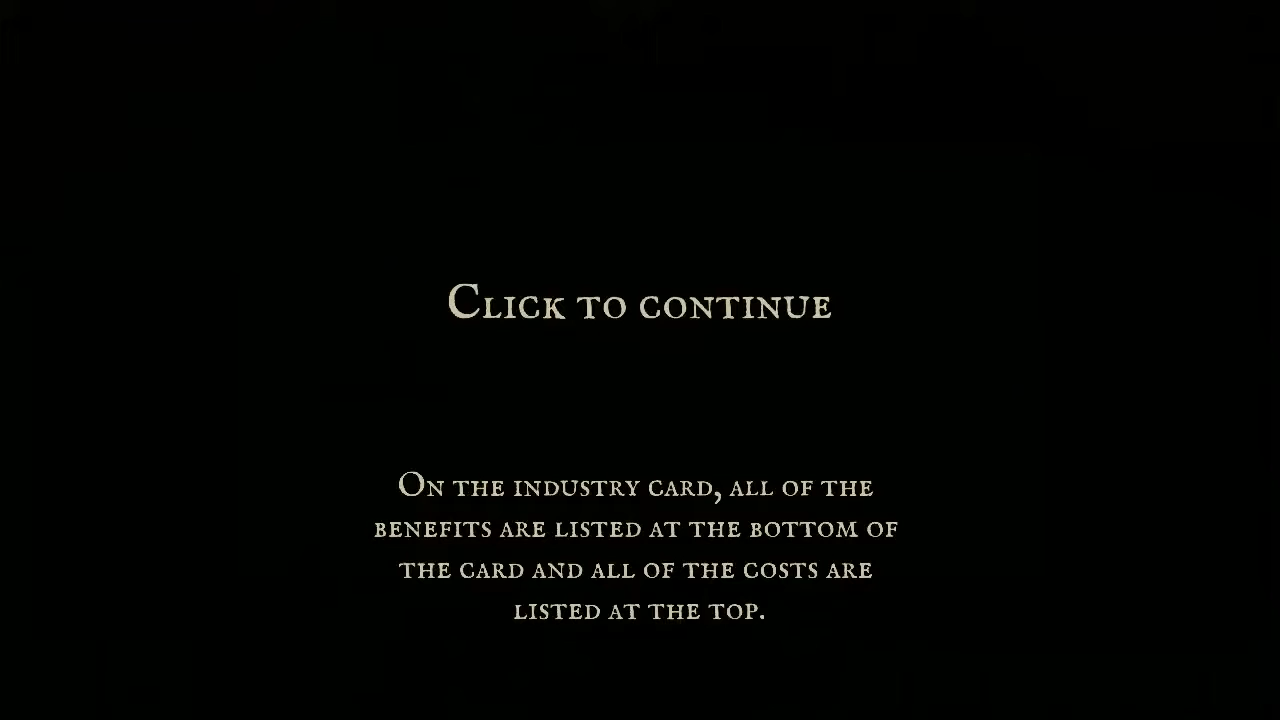 Click to continue
On the industry card, all of the
benefits are listed at the bottom of
the card and all of the costs are
listed at the top.